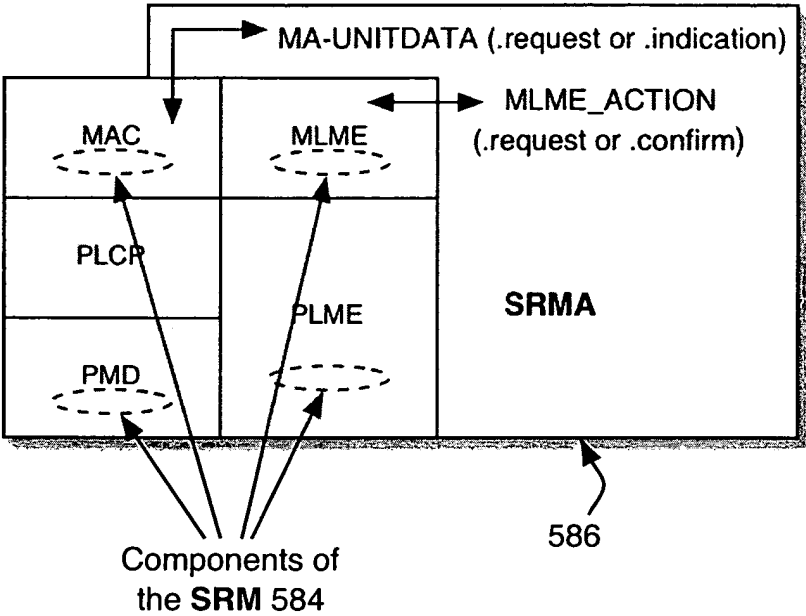 MA-UNITDATA (.request or .indication)
MAC
MLME
MLME_ACTION
(.request or .confirm)
PLCP
PLME
SRMA
PMD
586
Components of
the SRM 584